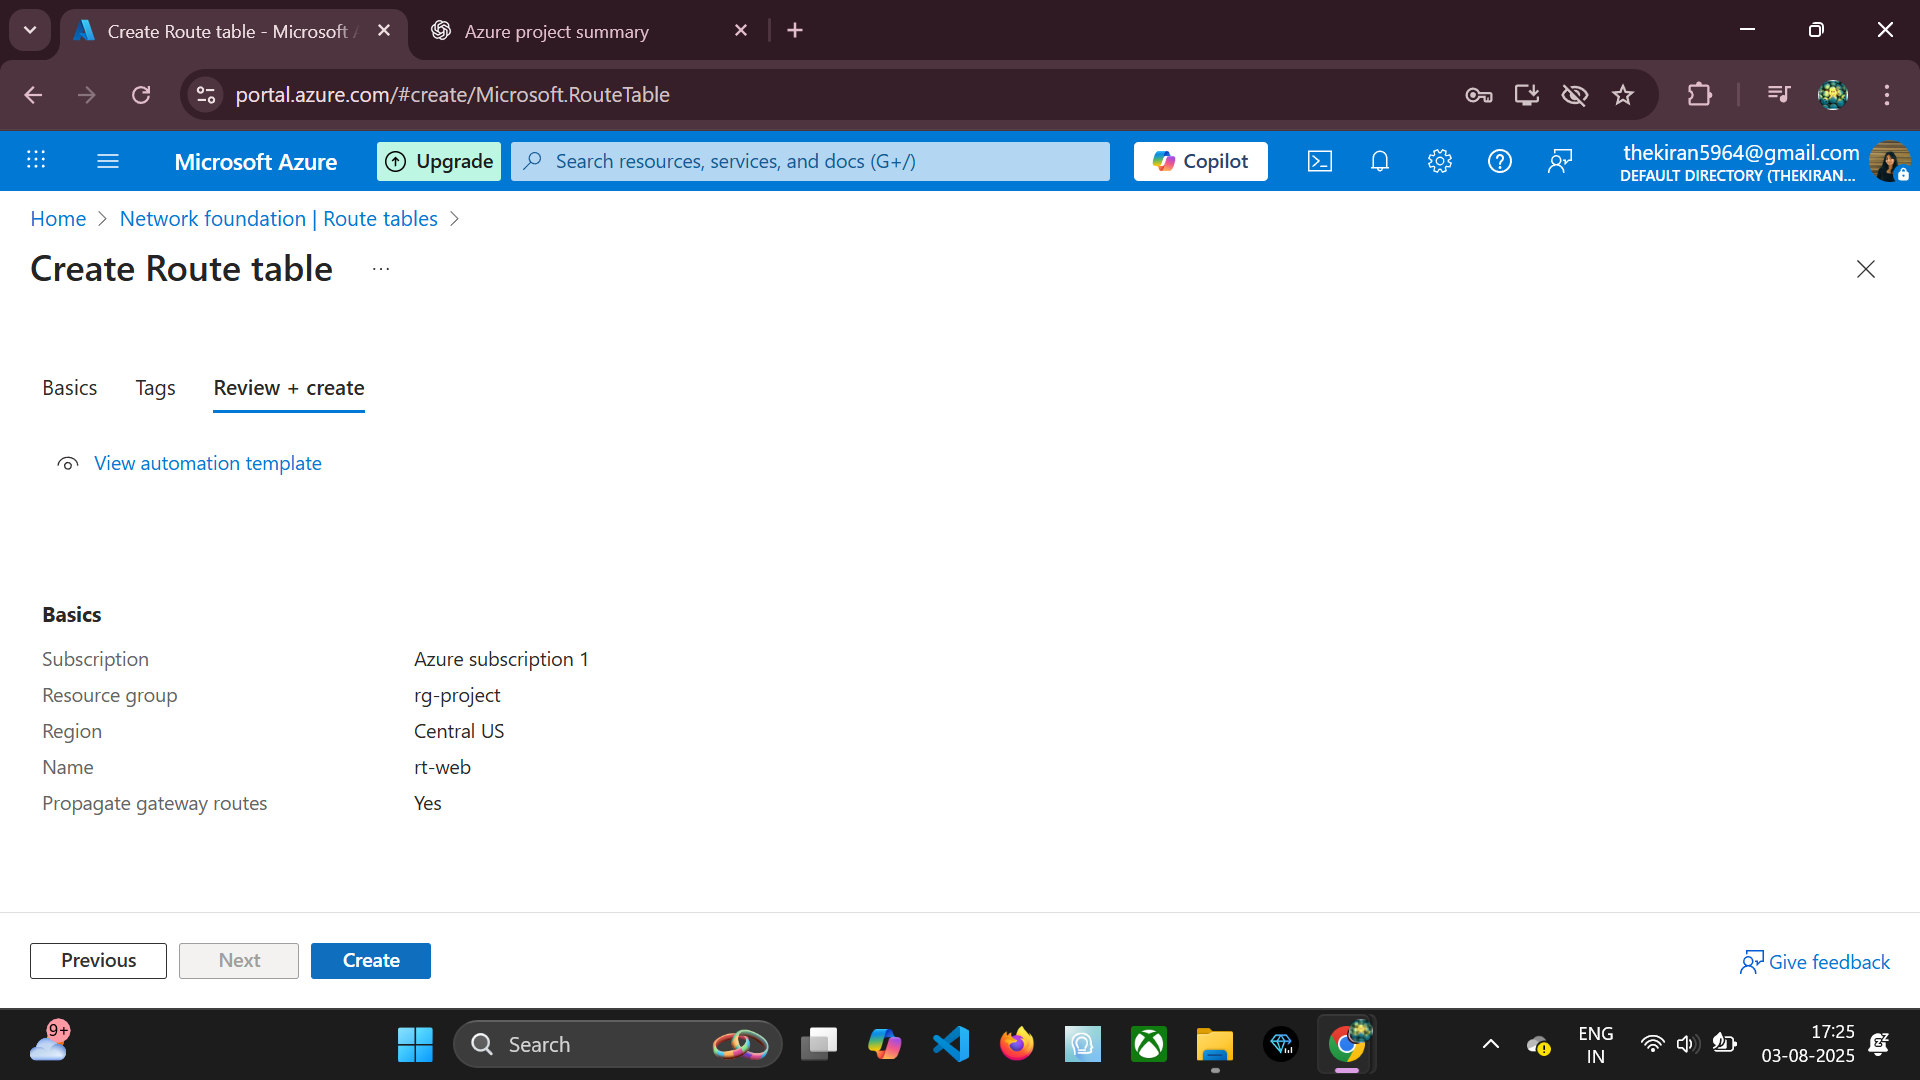 Create Route table - Microsoft A
Azure project summary
portal.azure.com/#create/Microsoft.RouteTable
Microsoft Azure
Upgrade
Search resources, services, and docs (G+/)
Copilot
thekiran5964@gmail.com
DEFAULT DIRECTORY (THEKIRAN...
Home
Network foundation | Route tables
Create Route table
...
Basics
Tags
Review + create
View automation template
Basics
Subscription Azure subscription 1
Resource group rg-project
Region Central US
Name rt-web
Propagate gateway routes Yes
Previous
Next
Create
Give feedback
9+
Search
ENG
IN
17:25
03-08-2025